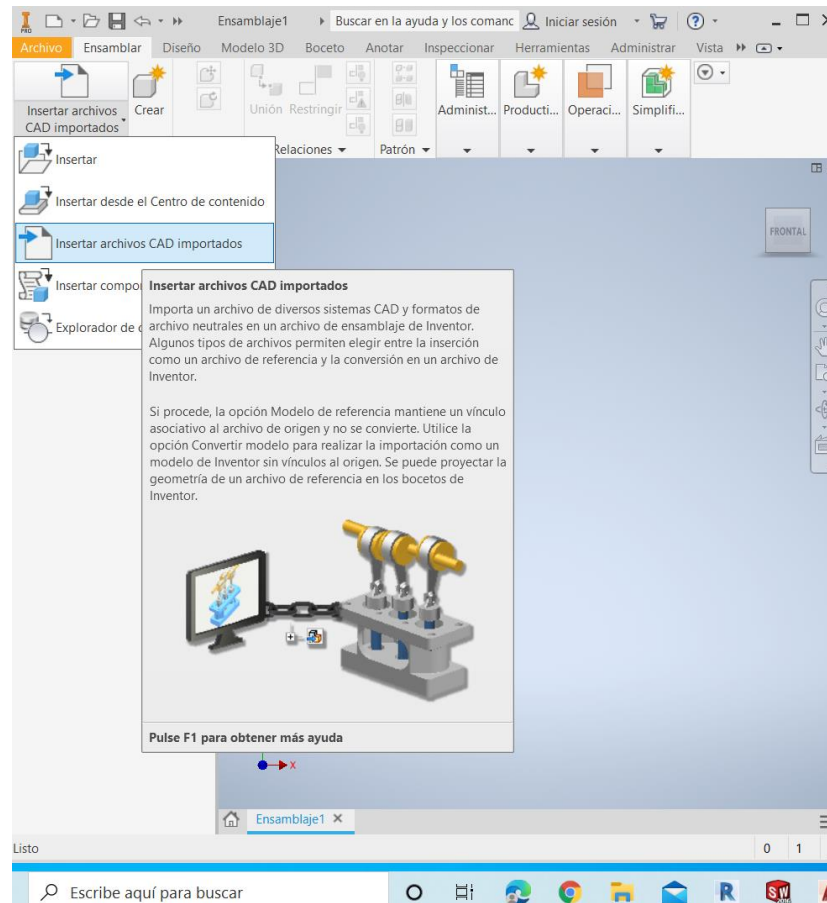 PRO
Ensamblaje1
Buscar en la ayuda y los comanc
Iniciar sesión
Archivo Ensamblar Diseño Modelo 3D Boceto Anotar Inspeccionar Herramientas Administrar Vista
Insertar archivos
CAD importados
Crear
Unión Restringir
Administ... Producti... Operaci... Simplifi...
Relaciones
Patrón
Insertar
Insertar desde el Centro de contenido
Insertar archivos CAD importados
Insertar compo
Explorador de c
FRONTAL
Insertar archivos CAD importados
Importa un archivo de diversos sistemas CAD y formatos de
archivo neutrales en un archivo de ensamblaje de Inventor.
Algunos tipos de archivos permiten elegir entre la inserción
como un archivo de referencia y la conversión en un archivo de
Inventor.
Si procede, la opción Modelo de referencia mantiene un vínculo
asociativo al archivo de origen y no se convierte. Utilice la
opción Convertir modelo para realizar la importación como un
modelo de Inventor sin vínculos al origen. Se puede proyectar la
geometría de un archivo de referencia en los bocetos de
Inventor.
Pulse F1 para obtener más ayuda
X
Ensamblaje1
Listo
0 1
Escribe aquí para buscar
R
SW